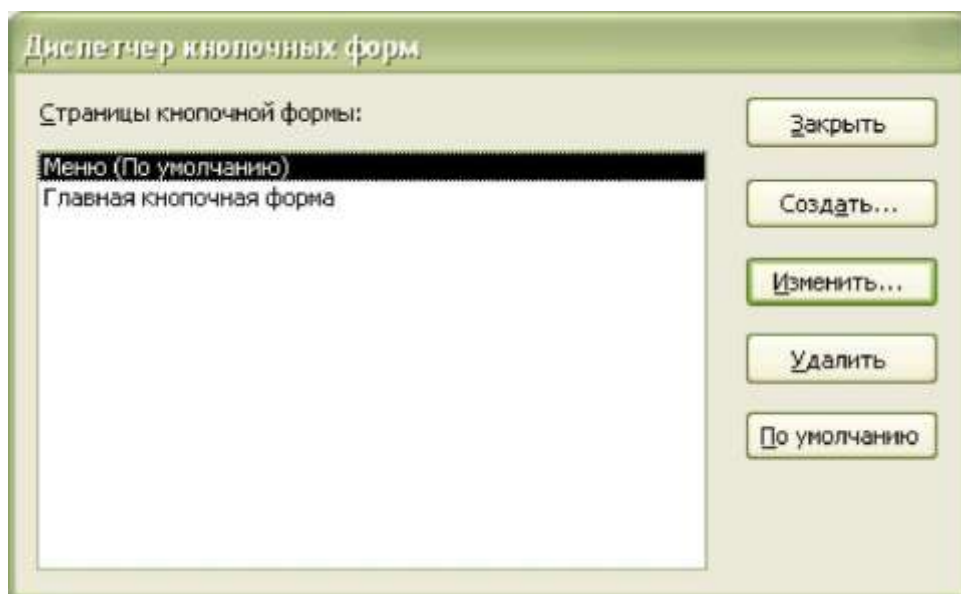 Диспетчер кнопочных форм
Страницы кнопочной формы:
Меню (По умолчанию)
Главная кнопочная форма
Закрыть
Создать...
Изменить...
Удалить
По умолчанию